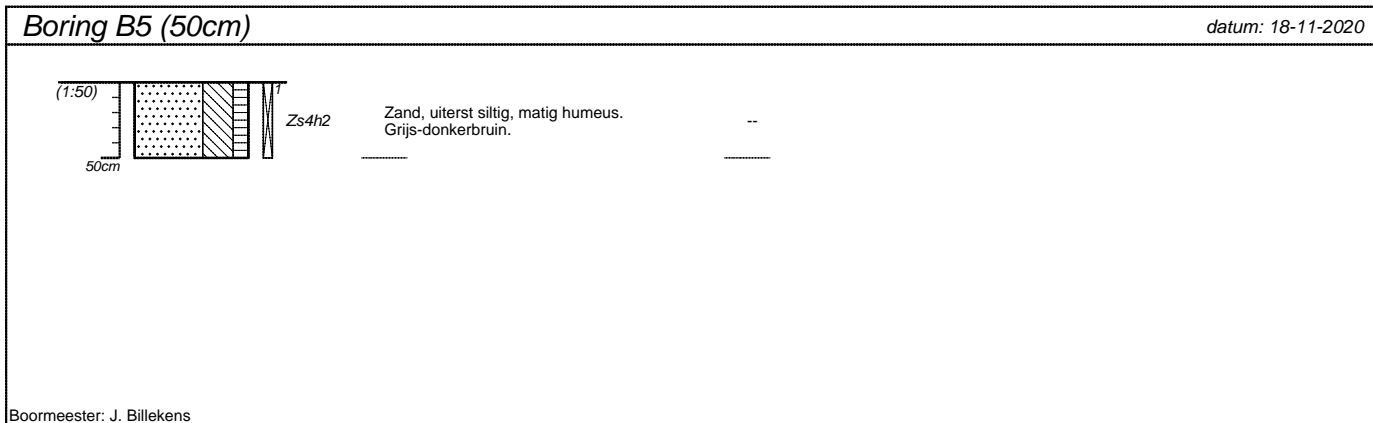 Boring B5 (50cm)
datum: 18-11-2020
(1:50)
1
Zs4h2
Zand, uiterst siltig, matig humeus.
Grijs-donkerbruin.
--
50cm
Boormeester: J. Billekens